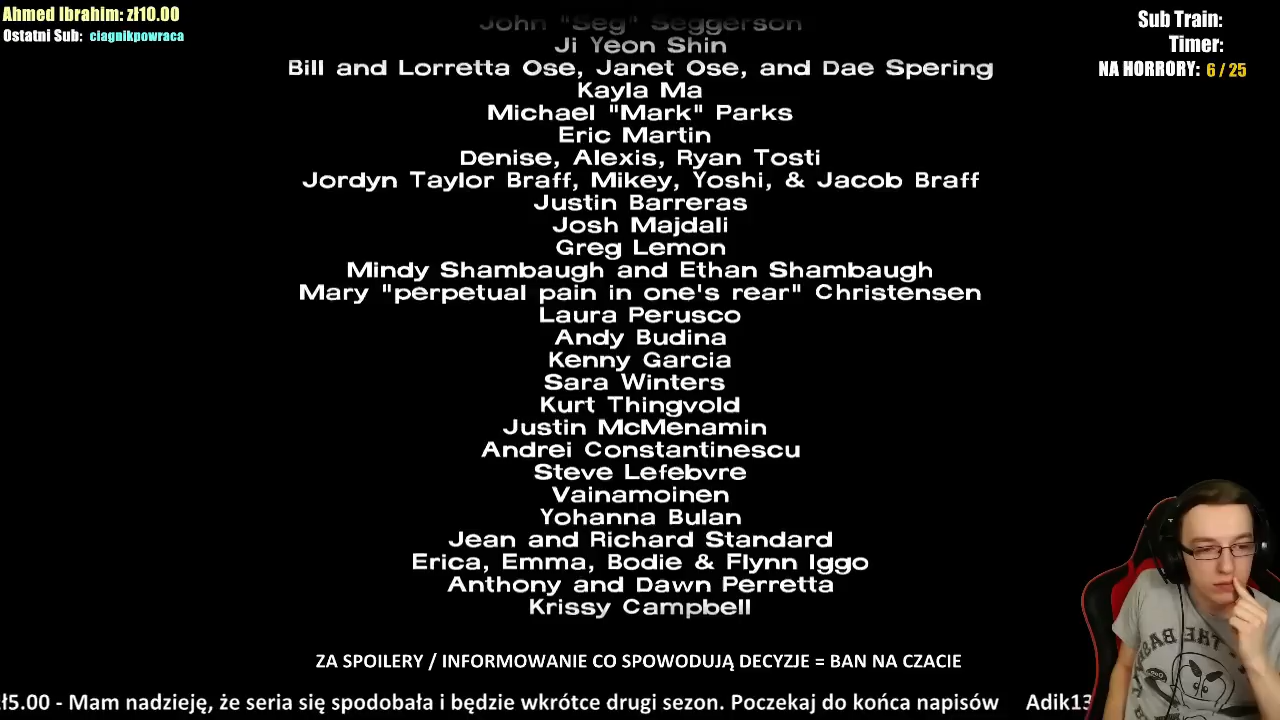 Ahmed Ibrahim: zł10.00
Ostatni Sub: ciagnikpowraca
Sub Train:
Timer:
NA HORRORY: 6 / 25
John "Seg" Seggerson
Ji Yeon Shin
Bill and Lorretta Ose, Janet Ose, and Dae Spering
Kayla Ma
Michael "Mark" Parks
Eric Martin
Denise, Alexis, Ryan Tosti
Jordyn Taylor Braff, Mikey, Yoshi, & Jacob Braff
Justin Barreras
Josh Majdali
Greg Lemon
Mindy Shambaugh and Ethan Shambaugh
Mary "perpetual pain in one's rear" Christensen
Laura Perusco
Andy Budina
Kenny Garcia
Sara Winters
Kurt Thingvold
Justin McMenamin
Andrei Constantinescu
Steve Lefebvre
Vainamoinen
Yohanna Bulan
Jean and Richard Standard
Erica, Emma, Bodie & Flynn Iggo
Anthony and Dawn Perretta
Krissy Campbell
ZA SPOILERY / INFORMOWANIE CO SPOWODUJĄ DECYZJE = BAN NA CZACIE
ł5.00 - Mam nadzieję, że seria się spodobała i będzie wkrótce drugi sezon. Poczekaj do końca napisów Adik13